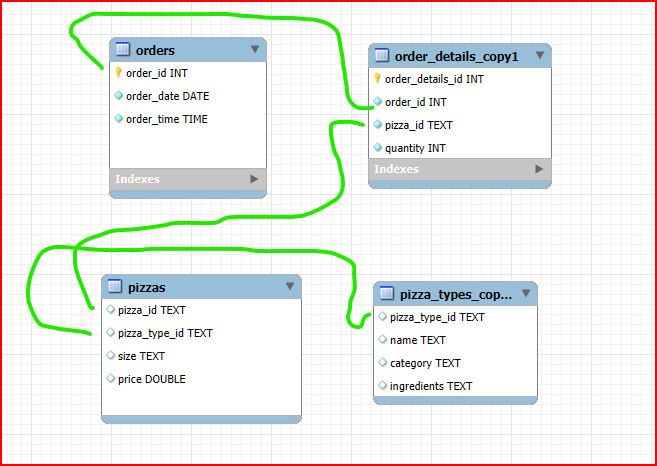 orders
order_id INT
order_date DATE
order_time TIME
Indexes
order_details_copy1
order_details_id INT
order_id INT
pizza_id TEXT
quantity INT
Indexes
pizzas
pizza_id TEXT
pizza_type_id TEXT
size TEXT
price DOUBLE
pizza_types_cop...
pizza_type_id TEXT
name TEXT
category TEXT
ingredients TEXT